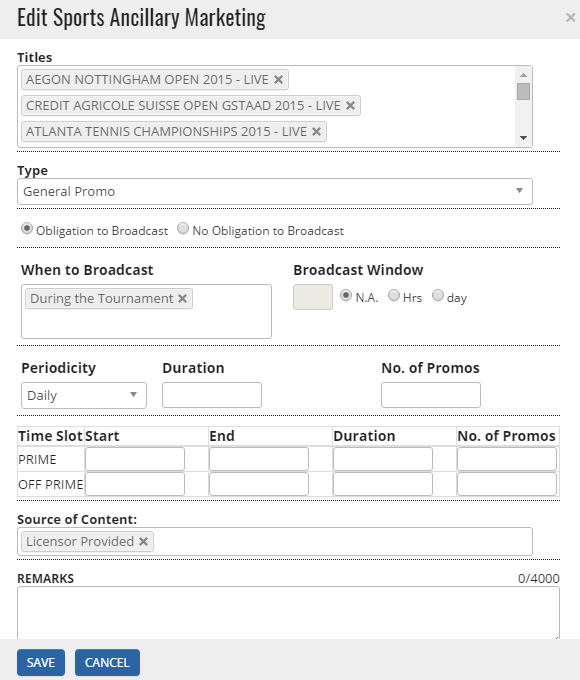 Edit Sports Ancillary Marketing ×
Titles
AEGON NOTTINGHAM OPEN 2015 - LIVE ×
CREDIT AGRICOLE SUISSE OPEN GSTAAD 2015 - LIVE ×
ATLANTA TENNIS CHAMPIONSHIPS 2015 - LIVE ×
Type
General Promo
Obligation to Broadcast No Obligation to Broadcast
When to Broadcast Broadcast Window
During the Tournament × N.A. Hrs day
Periodicity Duration No. of Promos
Daily
Time Slot Start End Duration No. of Promos
PRIME
OFF PRIME
Source of Content:
Licensor Provided ×
REMARKS 0/4000
SAVE CANCEL